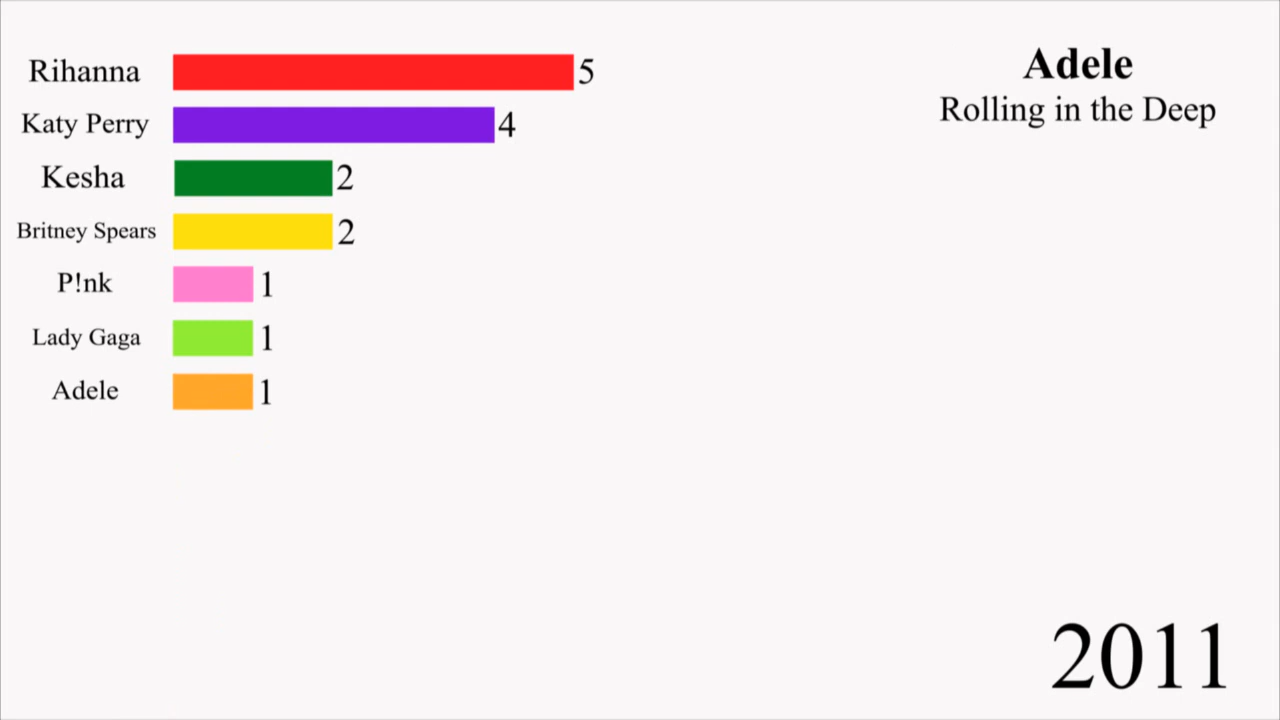 Rihanna 5
Katy Perry 4
Kesha 2
Britney Spears 2
P!nk 1
Lady Gaga 1
Adele 1
Adele
Rolling in the Deep
2011